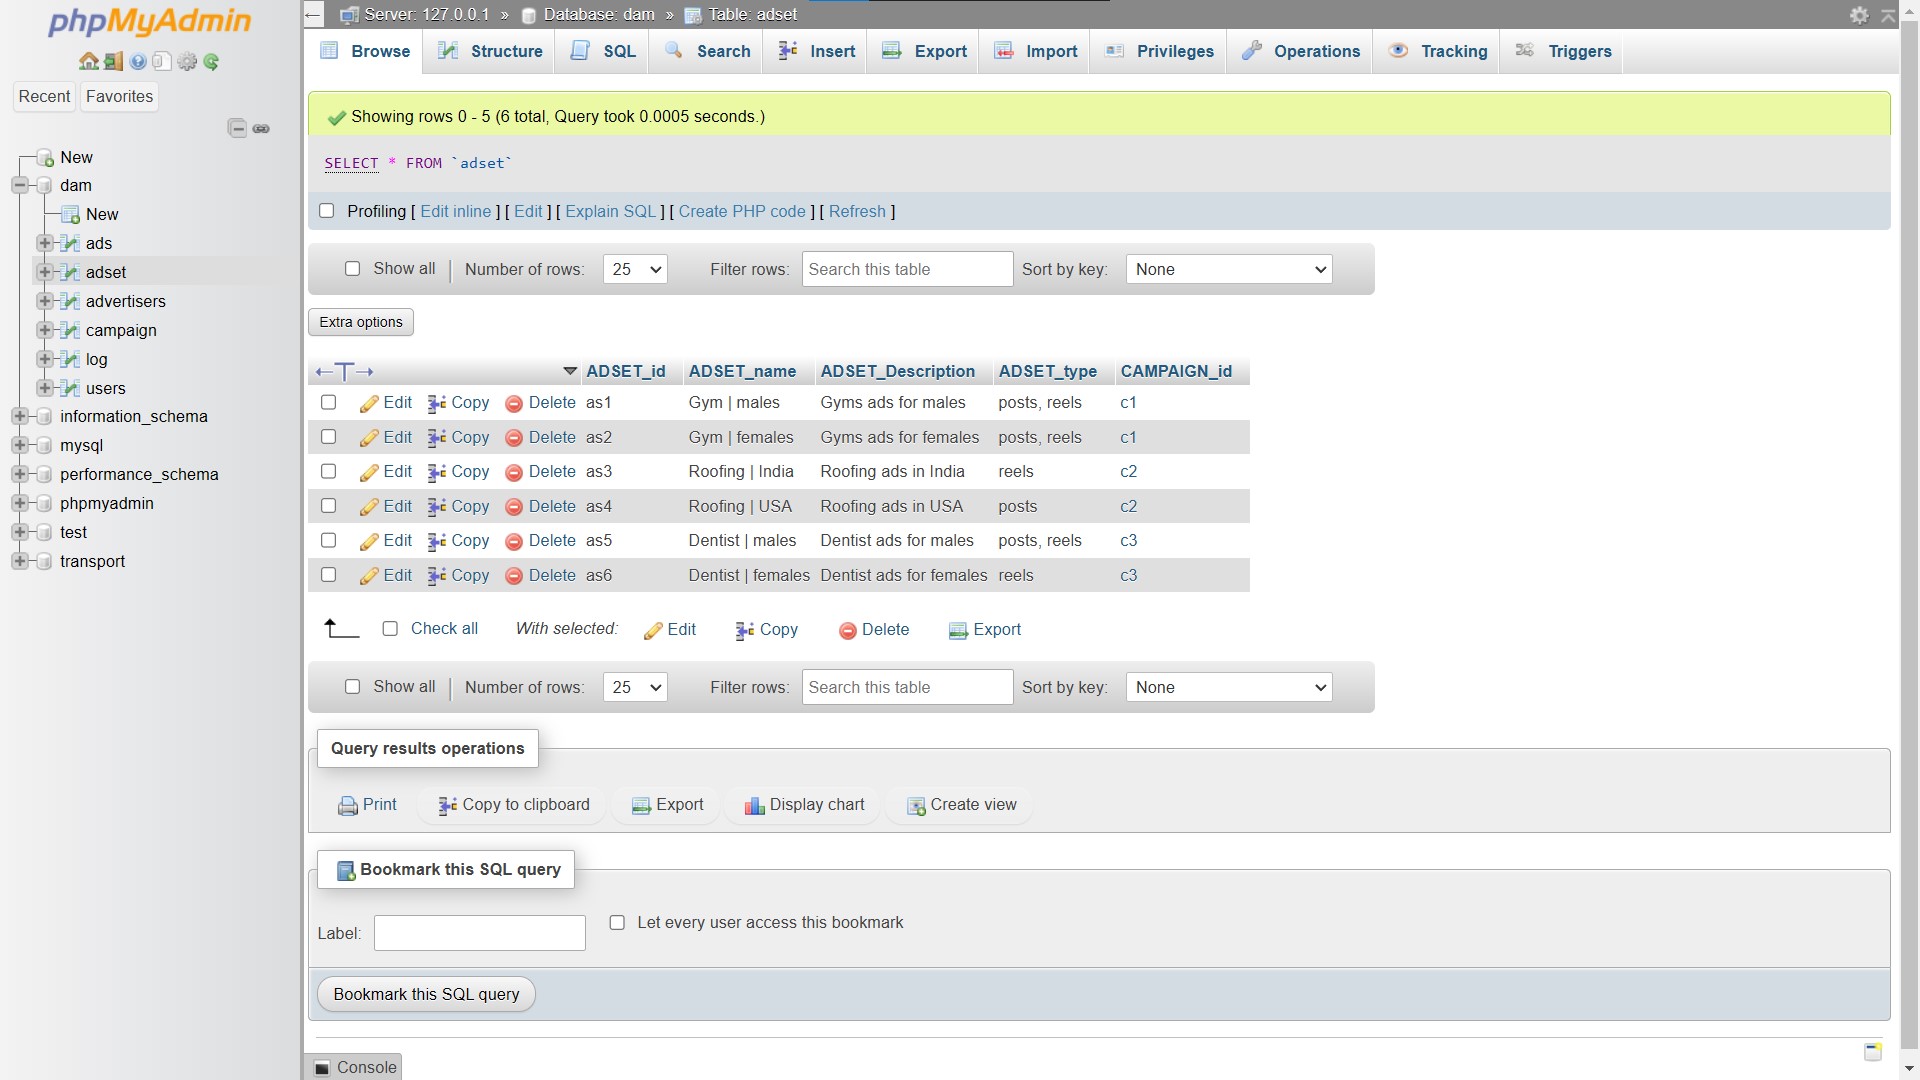 phpMyAdmin
Recent Favorites
New
dam
New
ads
adset
advertisers
campaign
log
users
information_schema
mysql
performance_schema
phpmyadmin
test
transport
Server: 127.0.0.1 » Database: dam » Table: adset
Browse Structure SQL Search Insert Export Import Privileges Operations Tracking Triggers
Showing rows 0 - 5 (6 total, Query took 0.0005 seconds.)
SELECT * FROM `adset`
Profiling [ Edit inline ] [ Edit ] [ Explain SQL ] [ Create PHP code ] [ Refresh ]
Show all Number of rows: 25 Filter rows: Search this table Sort by key: None
Extra options
←T→ ADSET_id ADSET_name ADSET_Description ADSET_type CAMPAIGN_id
Edit Copy Delete as1 Gym | males Gyms ads for males posts, reels c1
Edit Copy Delete as2 Gym | females Gyms ads for females posts, reels c1
Edit Copy Delete as3 Roofing | India Roofing ads in India reels c2
Edit Copy Delete as4 Roofing | USA Roofing ads in USA posts c2
Edit Copy Delete as5 Dentist | males Dentist ads for males posts, reels c3
Edit Copy Delete as6 Dentist | females Dentist ads for females reels c3
Check all With selected: Edit Copy Delete Export
Show all Number of rows: 25 Filter rows: Search this table Sort by key: None
Query results operations
Print Copy to clipboard Export Display chart Create view
Bookmark this SQL query
Label: Let every user access this bookmark
Bookmark this SQL query
Console